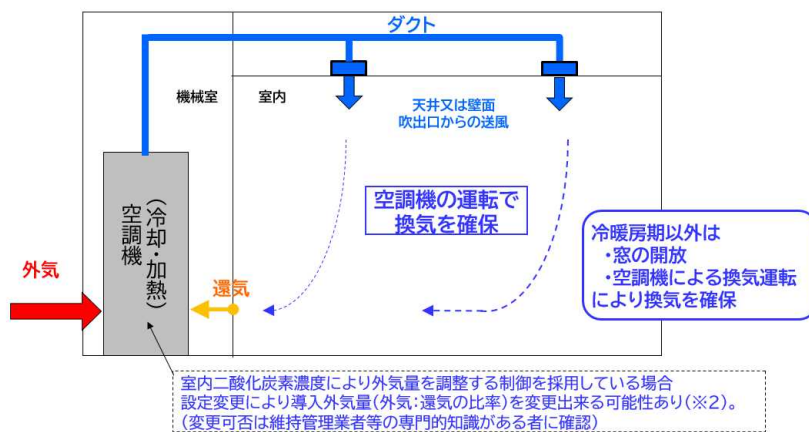 ダクト
機械室
室内
天井又は壁面
吹出口からの送風
空調機の運転で
換気を確保
空調機
(冷却・加熱)
外気
還気
冷暖房期以外は
・窓の開放
・空調機による換気運転
により換気を確保
室内二酸化炭素濃度により外気量を調整する制御を採用している場合
設定変更により導入外気量(外気:還気の比率)を変更出来る可能性あり(※2)。
(変更可否は維持管理業者等の専門的知識がある者に確認)